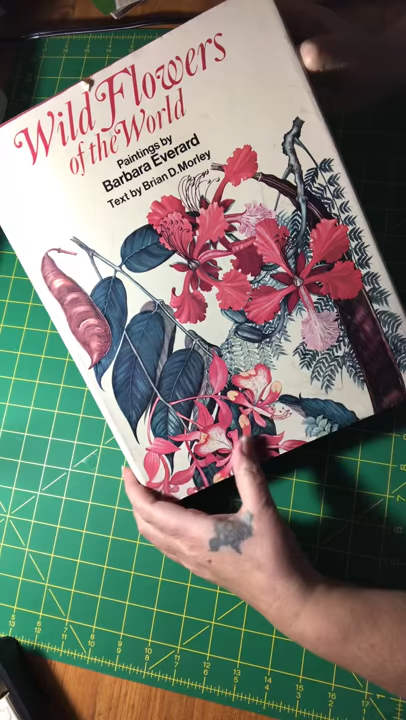 Wild Flowers
of the World
Paintings by
Barbara Everard
Text by Brian D. Morley